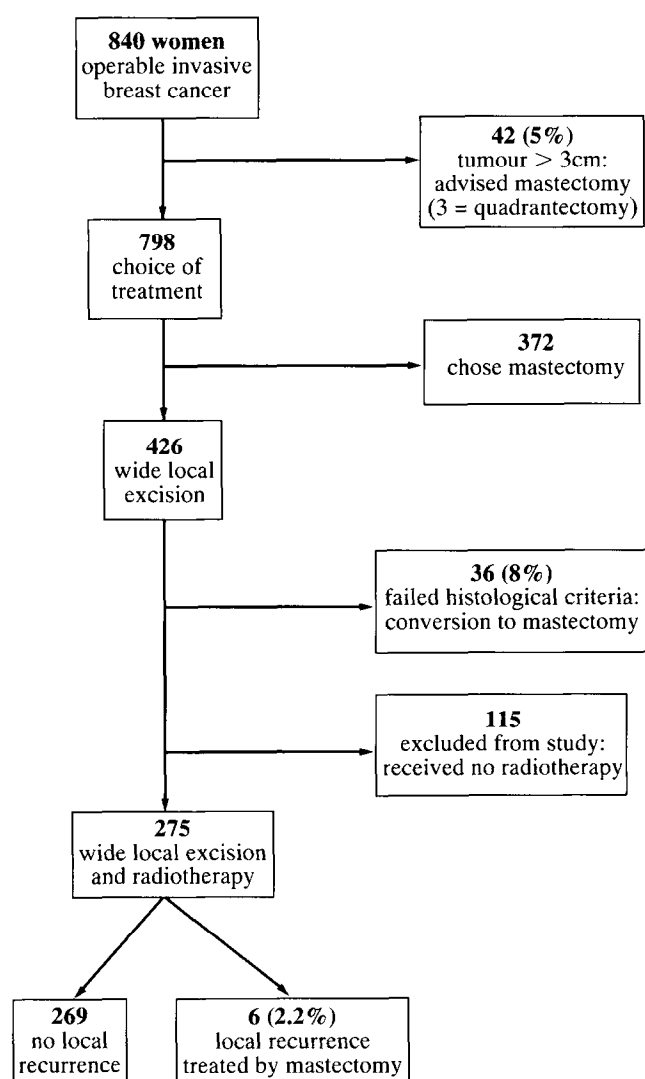 840 women
operable invasive
breast cancer
42 (5%)
tumour > 3cm:
advised mastectomy
(3 = quadrantectomy)
798
choice of
treatment
372
chose mastectomy
426
wide local
excision
36 (8%)
failed histological criteria:
conversion to mastectomy
115
excluded from study:
received no radiotherapy
275
wide local excision
and radiotherapy
269
no local
recurrence
6 (2.2%)
local recurrence
treated by mastectomy